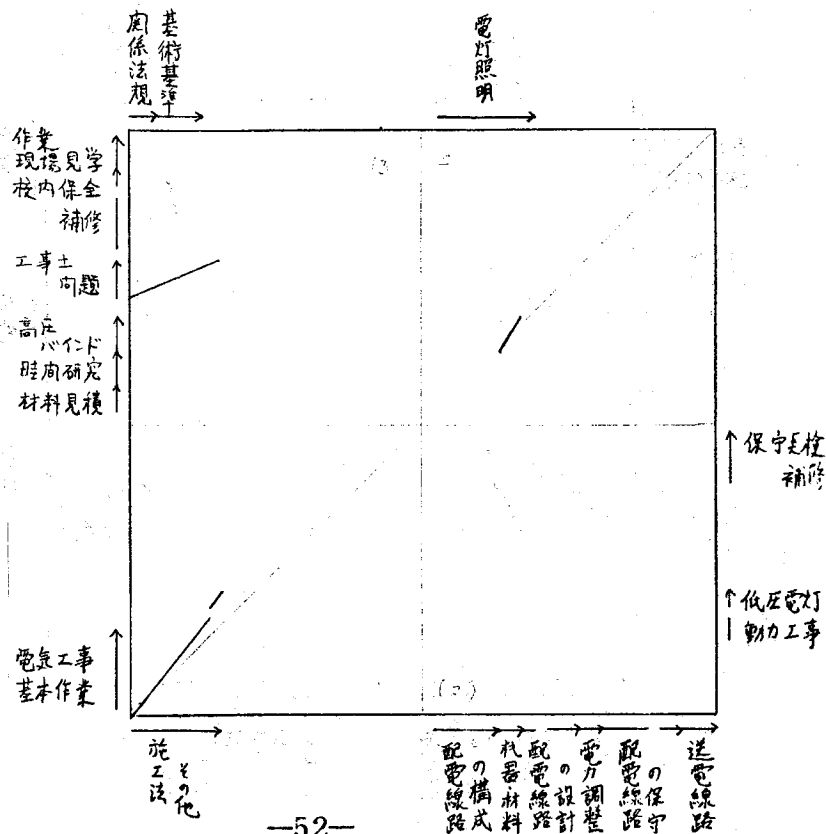 関係法規
基術基準
電灯照明
作業
現場見学
校内保全
補修
工事士
問題
高圧
バインド
時間研究
材料見積
電気工事
基本作業
保守点検
補修
低圧電灯
動力工事
(2)
施工法
その他
配電線路
の構成
機器材料
配電線路
の設計
電力調整
配電線路
の保守
送電線路
—52—